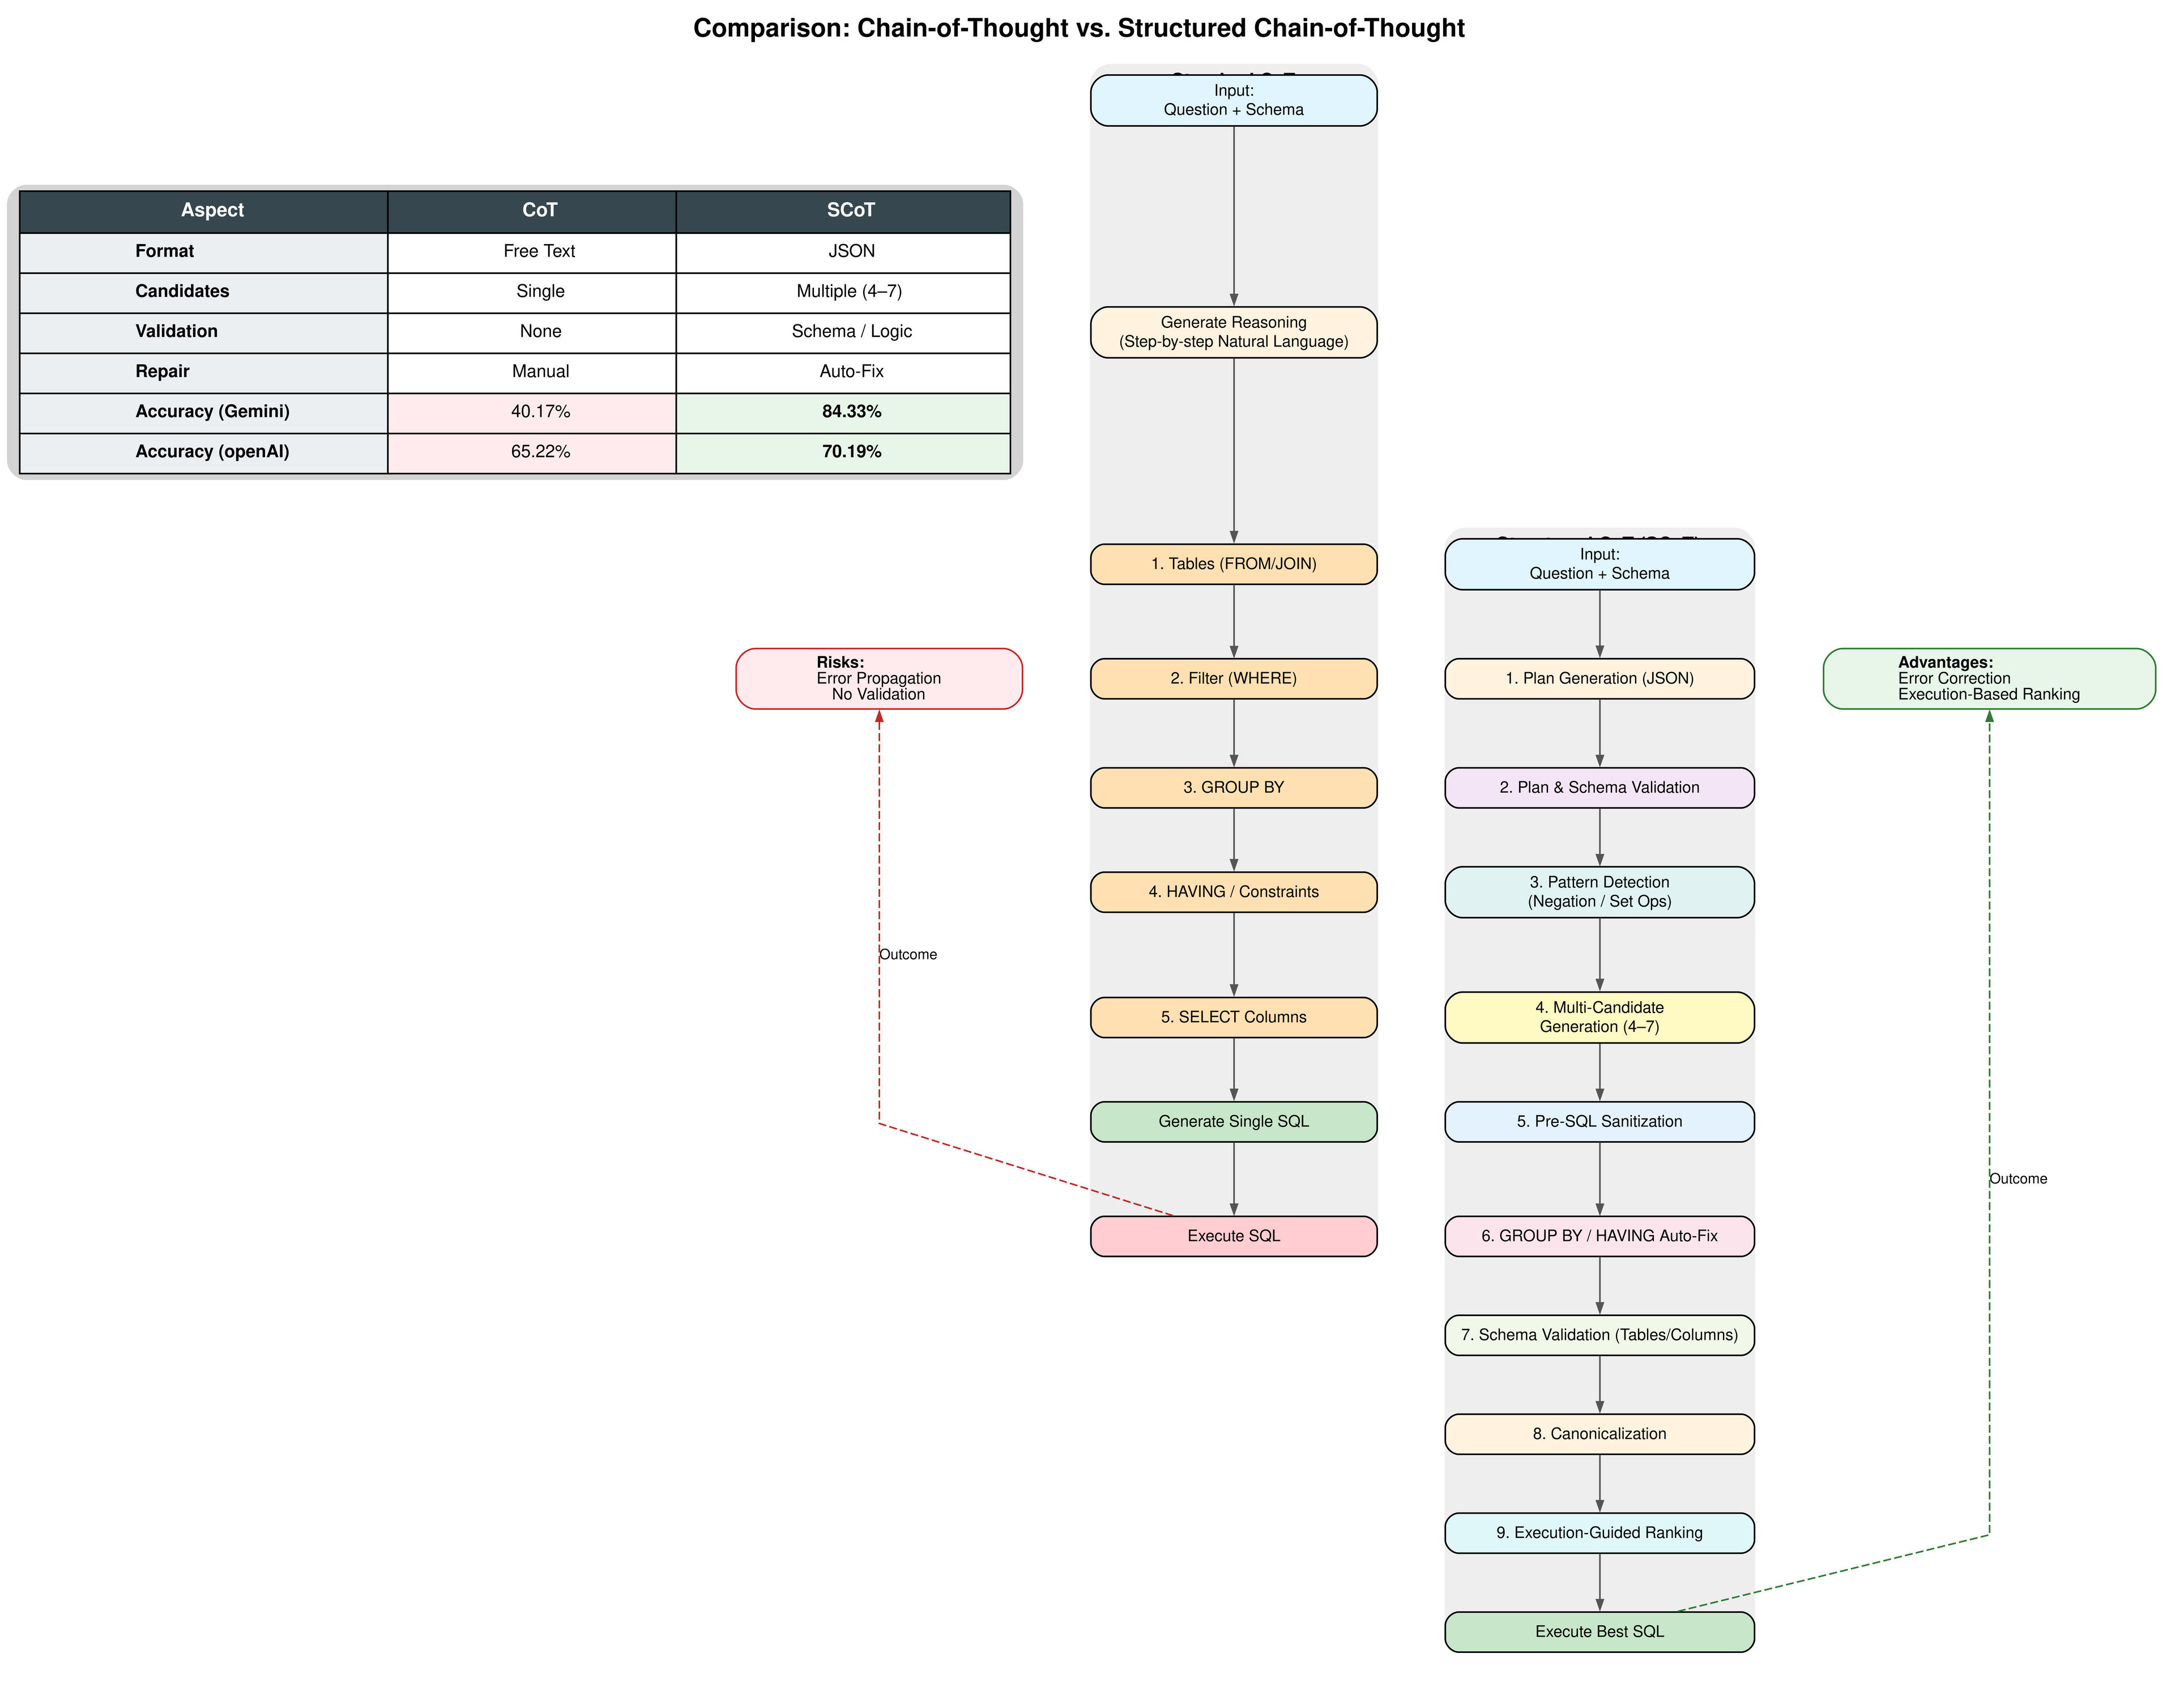 Comparison: Chain-of-Thought vs. Structured Chain-of-Thought
Aspect CoT SCoT
Format Free Text JSON
Candidates Single Multiple (4–7)
Validation None Schema / Logic
Repair Manual Auto-Fix
Accuracy (Gemini) 40.17% 84.33%
Accuracy (openAI) 65.22% 70.19%
Input:
Question + Schema
Generate Reasoning
(Step-by-step Natural Language)
1. Tables (FROM/JOIN)
2. Filter (WHERE)
3. GROUP BY
4. HAVING / Constraints
5. SELECT Columns
Generate Single SQL
Execute SQL
Outcome
Risks:
Error Propagation
No Validation
Input:
Question + Schema
1. Plan Generation (JSON)
2. Plan & Schema Validation
3. Pattern Detection
(Negation / Set Ops)
4. Multi-Candidate
Generation (4–7)
5. Pre-SQL Sanitization
6. GROUP BY / HAVING Auto-Fix
7. Schema Validation (Tables/Columns)
8. Canonicalization
9. Execution-Guided Ranking
Execute Best SQL
Outcome
Advantages:
Error Correction
Execution-Based Ranking